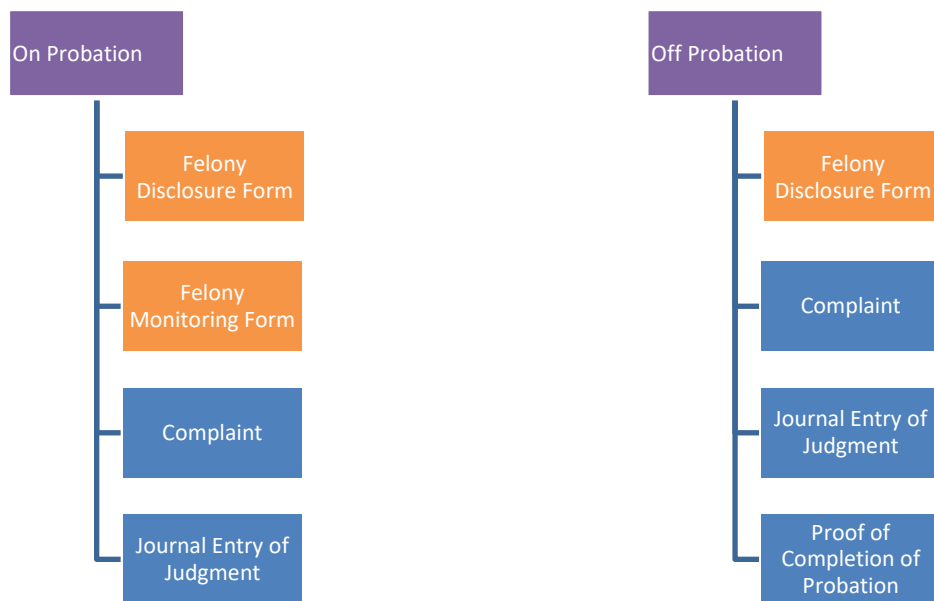 On Probation
Felony
Disclosure Form
Felony
Monitoring Form
Complaint
Journal Entry of
Judgment
Off Probation
Felony
Disclosure Form
Complaint
Journal Entry of
Judgment
Proof of
Completion of
Probation